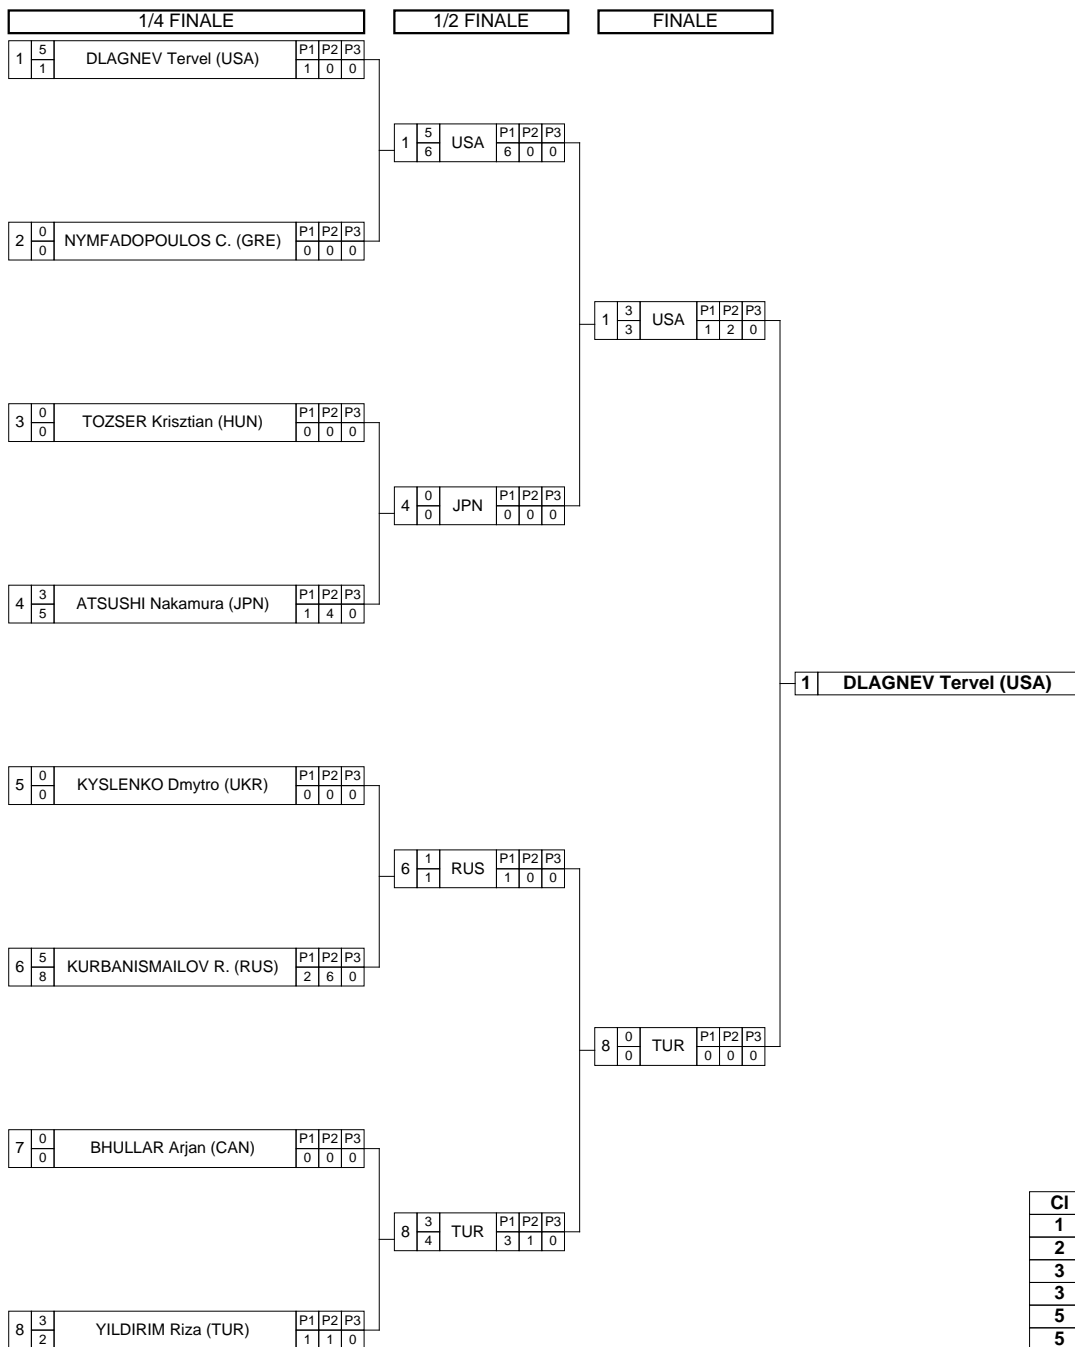 1/4 FINALE 1/2 FINALE FINALE
1 5 1 DLAGNEV Tervel (USA) P1 P2 P3 1 0 0
1 5 6 USA P1 P2 P3 6 0 0
2 0 0 NYMFADOPOULOS C. (GRE) P1 P2 P3 0 0 0
1 3 3 USA P1 P2 P3 1 2 0
3 0 0 TOZSER Krisztian (HUN) P1 P2 P3 0 0 0
4 0 0 JPN P1 P2 P3 0 0 0
4 3 5 ATSUSHI Nakamura (JPN) P1 P2 P3 1 4 0
1 DLAGNEV Tervel (USA)
5 0 0 KYSLENKO Dmytro (UKR) P1 P2 P3 0 0 0
6 1 1 RUS P1 P2 P3 1 0 0
6 5 8 KURBANISMAILOV R. (RUS) P1 P2 P3 2 6 0
8 0 0 TUR P1 P2 P3 0 0 0
7 0 0 BHULLAR Arjan (CAN) P1 P2 P3 0 0 0
8 3 4 TUR P1 P2 P3 3 1 0
8 3 2 YILDIRIM Riza (TUR) P1 P2 P3 1 1 0
Cl
1
2
3
3
5
5